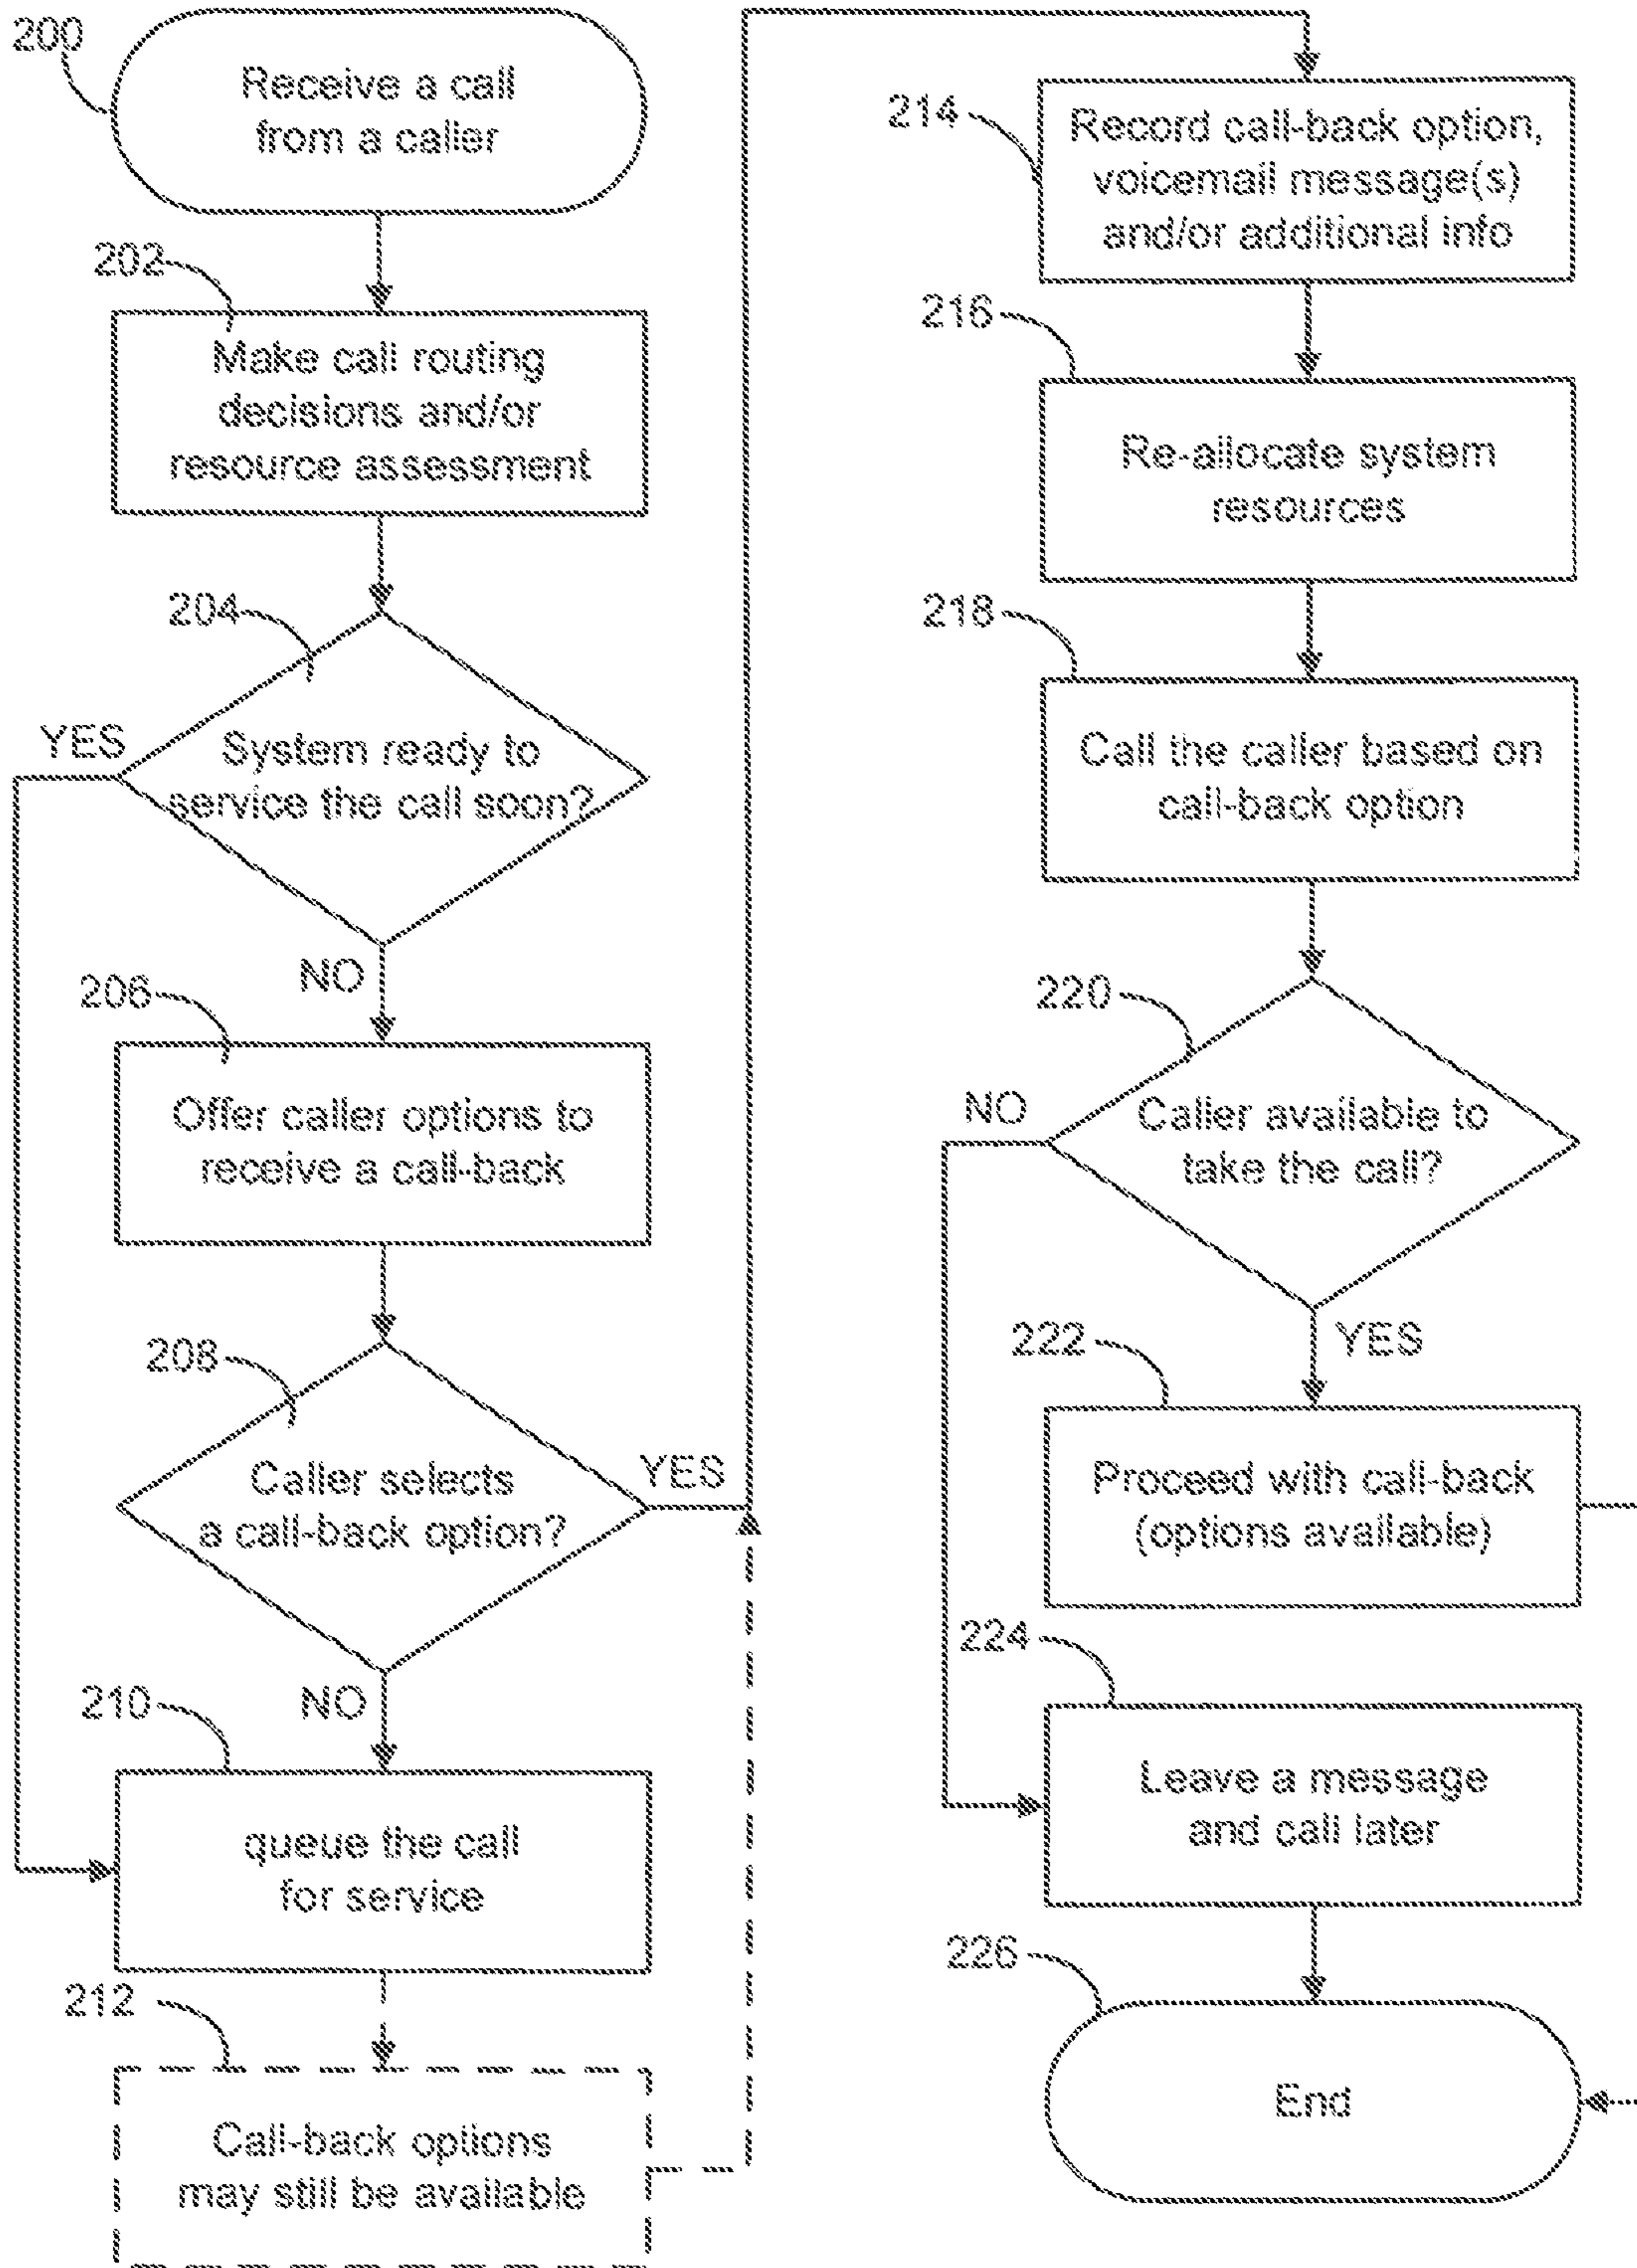 200
Receive a call
from a caller
202
Make call routing
decisions and/or
resource assessment
204
YES
System ready to
service the call soon?
NO
206
Offer caller options to
receive a call-back
208
Caller selects
a call-back option?
YES
NO
210
queue the call
for service
212
Call-back options
may still be available
214
Record call-back option,
voicemail message(s)
and/or additional info
216
Re-allocate system
resources
218
Call the caller based on
call-back option
220
NO
Caller available to
take the call?
YES
222
Proceed with call-back
(options available)
224
Leave a message
and call later
226
End